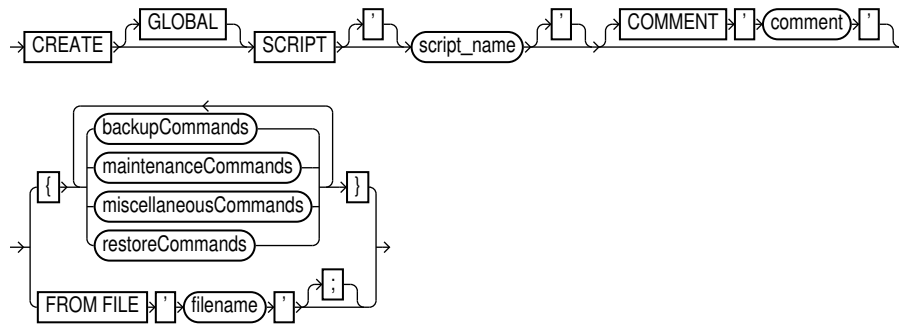 GLOBAL ' ' COMMENT ' comment '
CREATE SCRIPT script_name
backupCommands
maintenanceCommands
{ }
miscellaneousCommands
restoreCommands
;
FROM FILE ' filename '